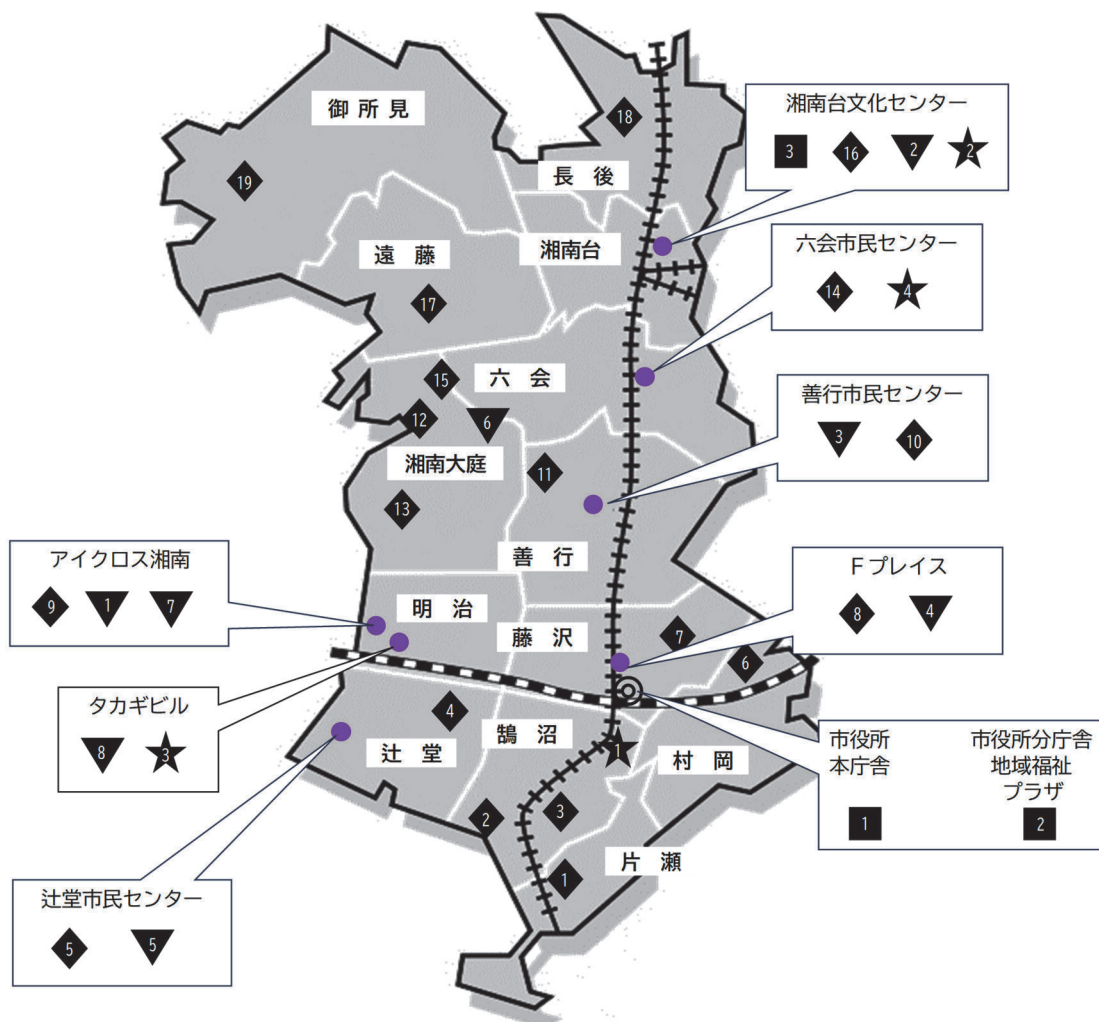 御所見
18
湘南台文化センター
3 16 2 2
19
長後
湘南台
遠藤
六会市民センター
14 4
17
15
六会
12
6
善行市民センター
3 10
湘南大庭
11
13
アイクロス湘南
9 1 7
善行
Fプレイス
8 4
明治
藤沢
7
6
タカギビル
8 3
4
鵠沼
辻堂
1
村岡
市役所
本庁舎
1
市役所分庁舎
地域福祉
プラザ
2
2
3
片瀬
1
辻堂市民センター
5 5